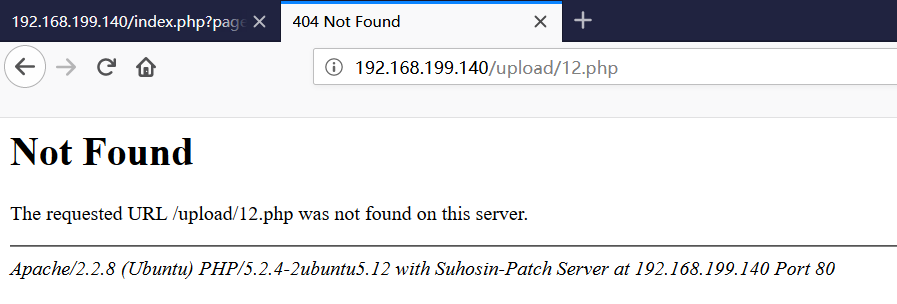 192.168.199.140/index.php?page
404 Not Found
192.168.199.140/upload/12.php
Not Found
The requested URL /upload/12.php was not found on this server.
Apache/2.2.8 (Ubuntu) PHP/5.2.4-2ubuntu5.12 with Suhosin-Patch Server at 192.168.199.140 Port 80